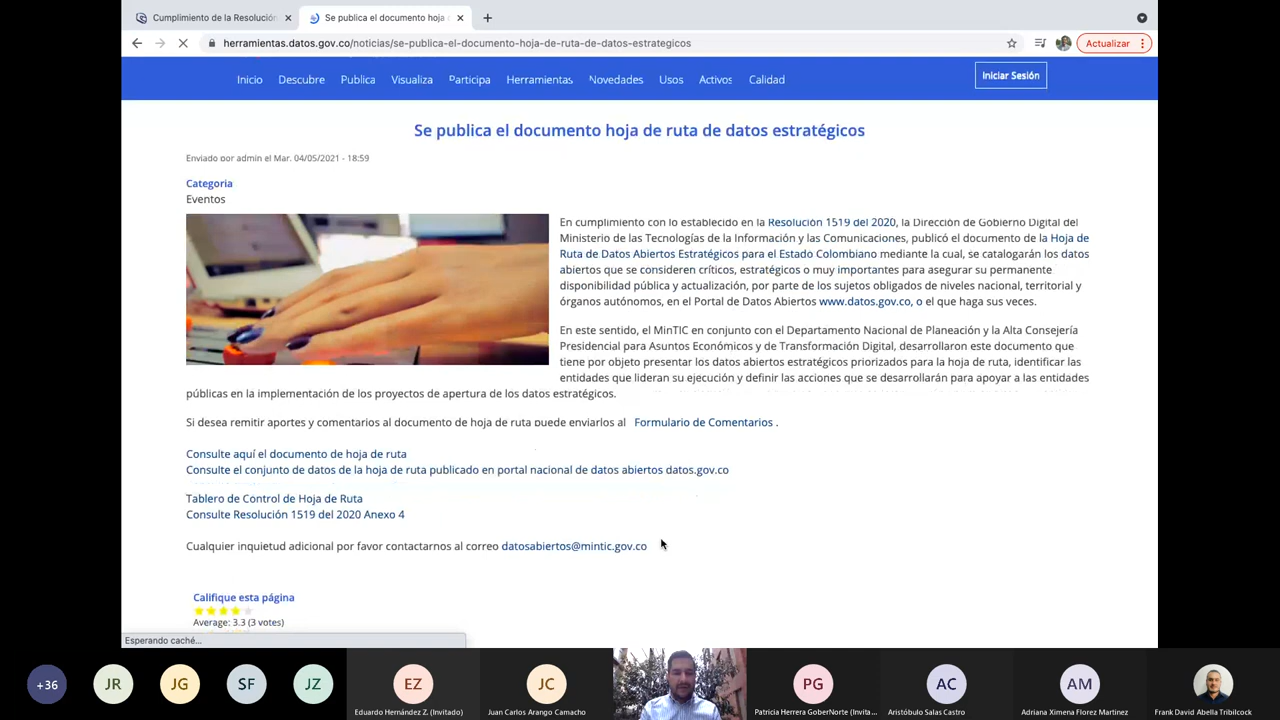 Cumplimiento de la Resolución
Se publica el documento hoja
herramientas.datos.gov.co/noticias/se-publica-el-documento-hoja-de-ruta-de-datos-estrategicos
Actualizar
Inicio Descubre Publica Visualiza Participa Herramientas Novedades Usos Activos Calidad
Iniciar Sesión
Se publica el documento hoja de ruta de datos estratégicos
Enviado por admin el Mar. 04/05/2021 - 18:59
Categoria
Eventos
En cumplimiento con lo establecido en la Resolución 1519 del 2020, la Dirección de Gobierno Digital del
Ministerio de las Tecnologías de la Información y las Comunicaciones, publicó el documento de la Hoja de
Ruta de Datos Abiertos Estratégicos para el Estado Colombiano mediante la cual, se catalogarán los datos
abiertos que se consideren críticos, estratégicos o muy importantes para asegurar su permanente
disponibilidad pública y actualización, por parte de los sujetos obligados de niveles nacional, territorial y
órganos autónomos, en el Portal de Datos Abiertos www.datos.gov.co, o el que haga sus veces.
En este sentido, el MinTIC en conjunto con el Departamento Nacional de Planeación y la Alta Consejería
Presidencial para Asuntos Económicos y de Transformación Digital, desarrollaron este documento que
tiene por objeto presentar los datos abiertos estratégicos priorizados para la hoja de ruta, identificar las
entidades que lideran su ejecución y definir las acciones que se desarrollarán para apoyar a las entidades
públicas en la implementación de los proyectos de apertura de los datos estratégicos.
Si desea remitir aportes y comentarios al documento de hoja de ruta puede enviarlos al Formulario de Comentarios .
Consulte aquí el documento de hoja de ruta
Consulte el conjunto de datos de la hoja de ruta publicado en portal nacional de datos abiertos datos.gov.co
Tablero de Control de Hoja de Ruta
Consulte Resolución 1519 del 2020 Anexo 4
Cualquier inquietud adicional por favor contactarnos al correo datosabiertos@mintic.gov.co
Califique esta página
Average: 3.3 (3 votes)
Esperando caché...
+36 JR JG SF JZ EZ JC PG AC AM
Eduardo Hernández Z. (Invitado) Juan Carlos Arango Camacho Patricia Herrera GoberNorte (Invita... Aristóbulo Salas Castro Adriana Ximena Florez Martinez Frank David Abella Tribilcock